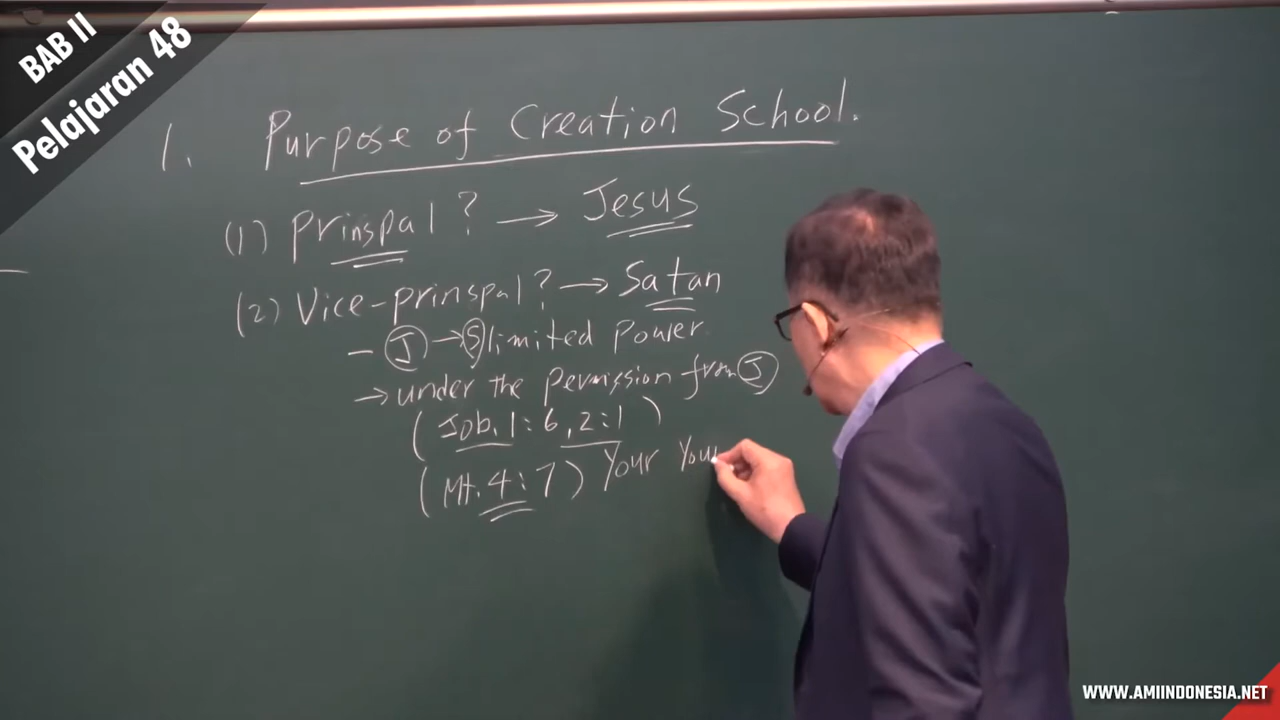 BAB II
Pelajaran 48
1. Purpose of Creation School.
(1) Prinspal? → Jesus
(2) Vice-prinspal? → Satan
- Ⓙ → Ⓢ limited power.
→ under the permission from Ⓙ
(Job. 1:6, 2:1)
(Mt. 4:7) Your You
WWW.AMIINDONESIA.NET